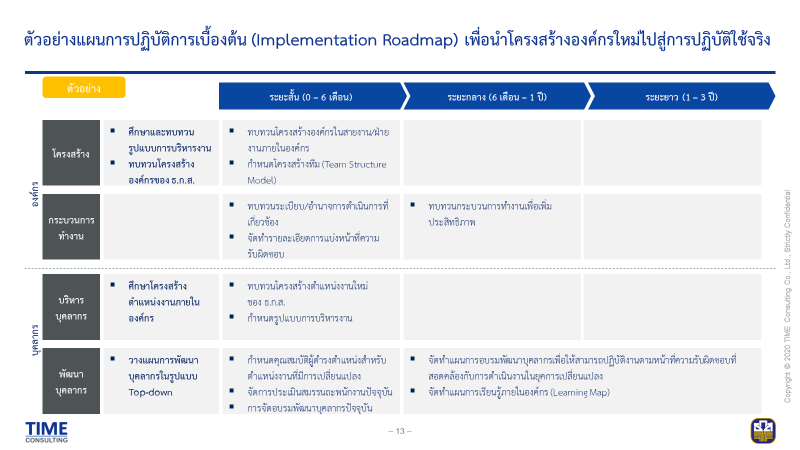 ตัวอย่างแผนการปฏิบัติการเบื้องต้น (Implementation Roadmap) เพื่อนำโครงสร้างองค์กรใหม่ไปสู่การปฏิบัติใช้จริง
ตัวอย่าง
ระยะสั้น (0 – 6 เดือน)
ระยะกลาง (6 เดือน – 1 ปี)
ระยะยาว (1 – 3 ปี)
องค์กร
โครงสร้าง
▪ ศึกษาและทบทวน
รูปแบบการบริหารงาน
▪ ทบทวนโครงสร้าง
องค์กรของ ธ.ก.ส.
▪ ทบทวนโครงสร้างองค์กรในสายงาน/ฝ่าย
งานภายในองค์กร
▪ กำหนดโครงสร้างทีม (Team Structure
Model)
กระบวนการ
ทำงาน
▪ ทบทวนระเบียบ/อำนาจการดำเนินการที่
เกี่ยวข้อง
▪ จัดทำรายละเอียดการแบ่งหน้าที่ความ
รับผิดชอบ
▪ ทบทวนกระบวนการทำงานเพื่อเพิ่ม
ประสิทธิภาพ
บุคลากร
บริหาร
บุคลากร
▪ ศึกษาโครงสร้าง
ตำแหน่งงานภายใน
องค์กร
▪ ทบทวนโครงสร้างตำแหน่งงานใหม่
ของ ธ.ก.ส.
▪ กำหนดรูปแบบการบริหารงาน
พัฒนา
บุคลากร
▪ วางแผนการพัฒนา
บุคลากรในรูปแบบ
Top-down
▪ กำหนดคุณสมบัติผู้ดำรงตำแหน่งสำหรับ
ตำแหน่งงานที่มีการเปลี่ยนแปลง
▪ จัดการประเมินสมรรถะพนักงานปัจจุบัน
▪ การจัดอบรมพัฒนาบุคลากรปัจจุบัน
▪ จัดทำแผนการอบรมพัฒนาบุคลากรเพื่อให้สามารถปฏิบัติงานตามหน้าที่ความรับผิดชอบที่
สอดคล้องกับการดำเนินงานในยุคการเปลี่ยนแปลง
▪ จัดทำแผนการเรียนรู้ภายในองค์กร (Learning Map)
TIME
CONSULTING
– 13 –
Copyright © 2020 TIME Consulting Co., Ltd., Strictly Confidential